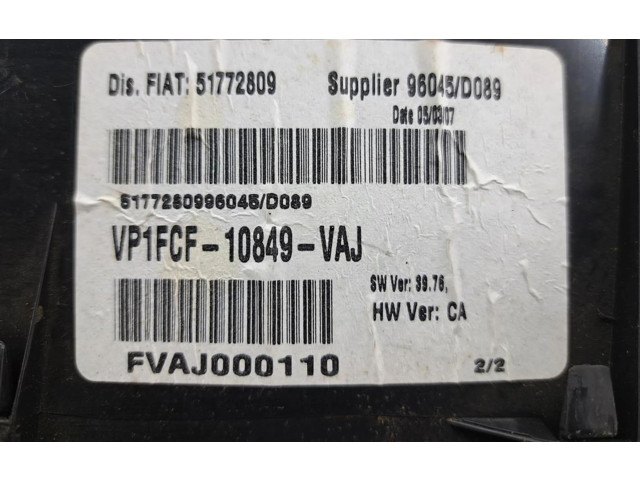 Dis. FIAT: 51772809 Supplier 96045/D089
Date 05/03/07
5177280996045/D089
VP1FCF-10849-VAJ
SW Ver: 39.76,
HW Ver: CA
FVAJ000110 2/2